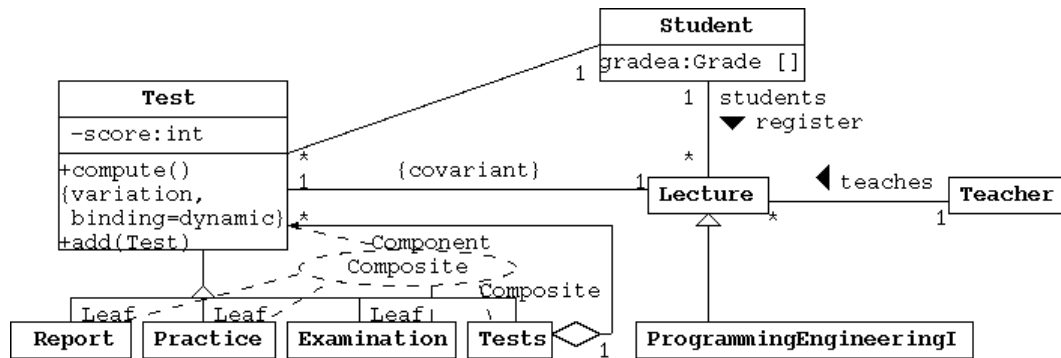 Student
gradea:Grade []
1
1
students
register
Test
-score:int
+compute()
{variation,
binding=dynamic}
+add(Test)
*
1
{covariant}
1
*
Lecture
teaches
*
1
Teacher
*
Component
Composite
Composite
Leaf
Leaf
Leaf
Report
Practice
Examination
Tests
1
ProgrammingEngineeringI